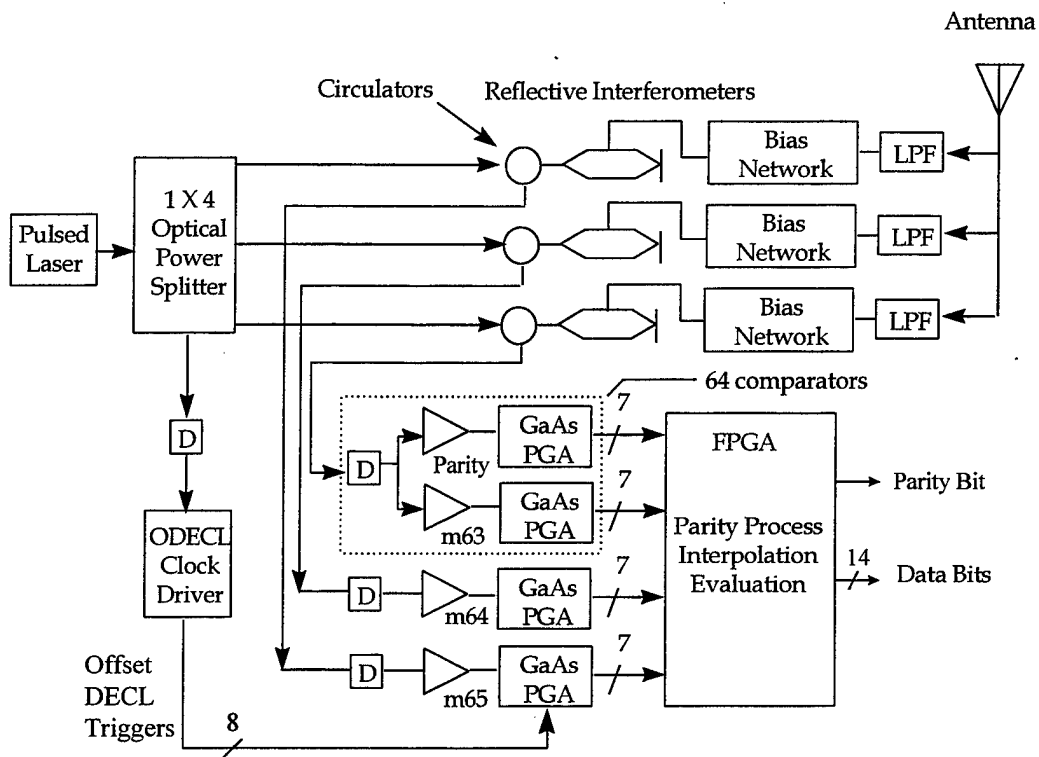 Antenna
Circulators
Reflective Interferometers
Bias
Network
LPF
1 X 4
Optical
Power
Splitter
Pulsed
Laser
Bias
Network
LPF
Bias
Network
LPF
64 comparators
D
7
GaAs
PGA
Parity
D
7
GaAs
PGA
m63
FPGA
Parity Process
Interpolation
Evaluation
Parity Bit
14
Data Bits
ODECL
Clock
Driver
D
m64
GaAs
PGA
7
D
m65
GaAs
PGA
7
Offset
DECL
Triggers
8